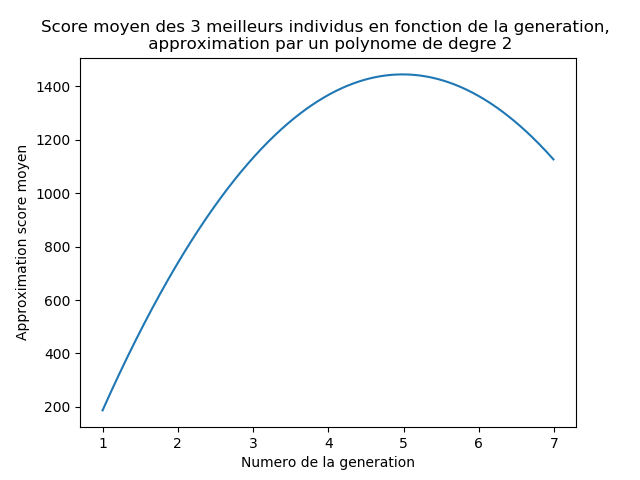 Score moyen des 3 meilleurs individus en fonction de la generation,
approximation par un polynome de degre 2
1400
1200
1000
800
600
400
200
Approximation score moyen
1 2 3 4 5 6 7
Numero de la generation